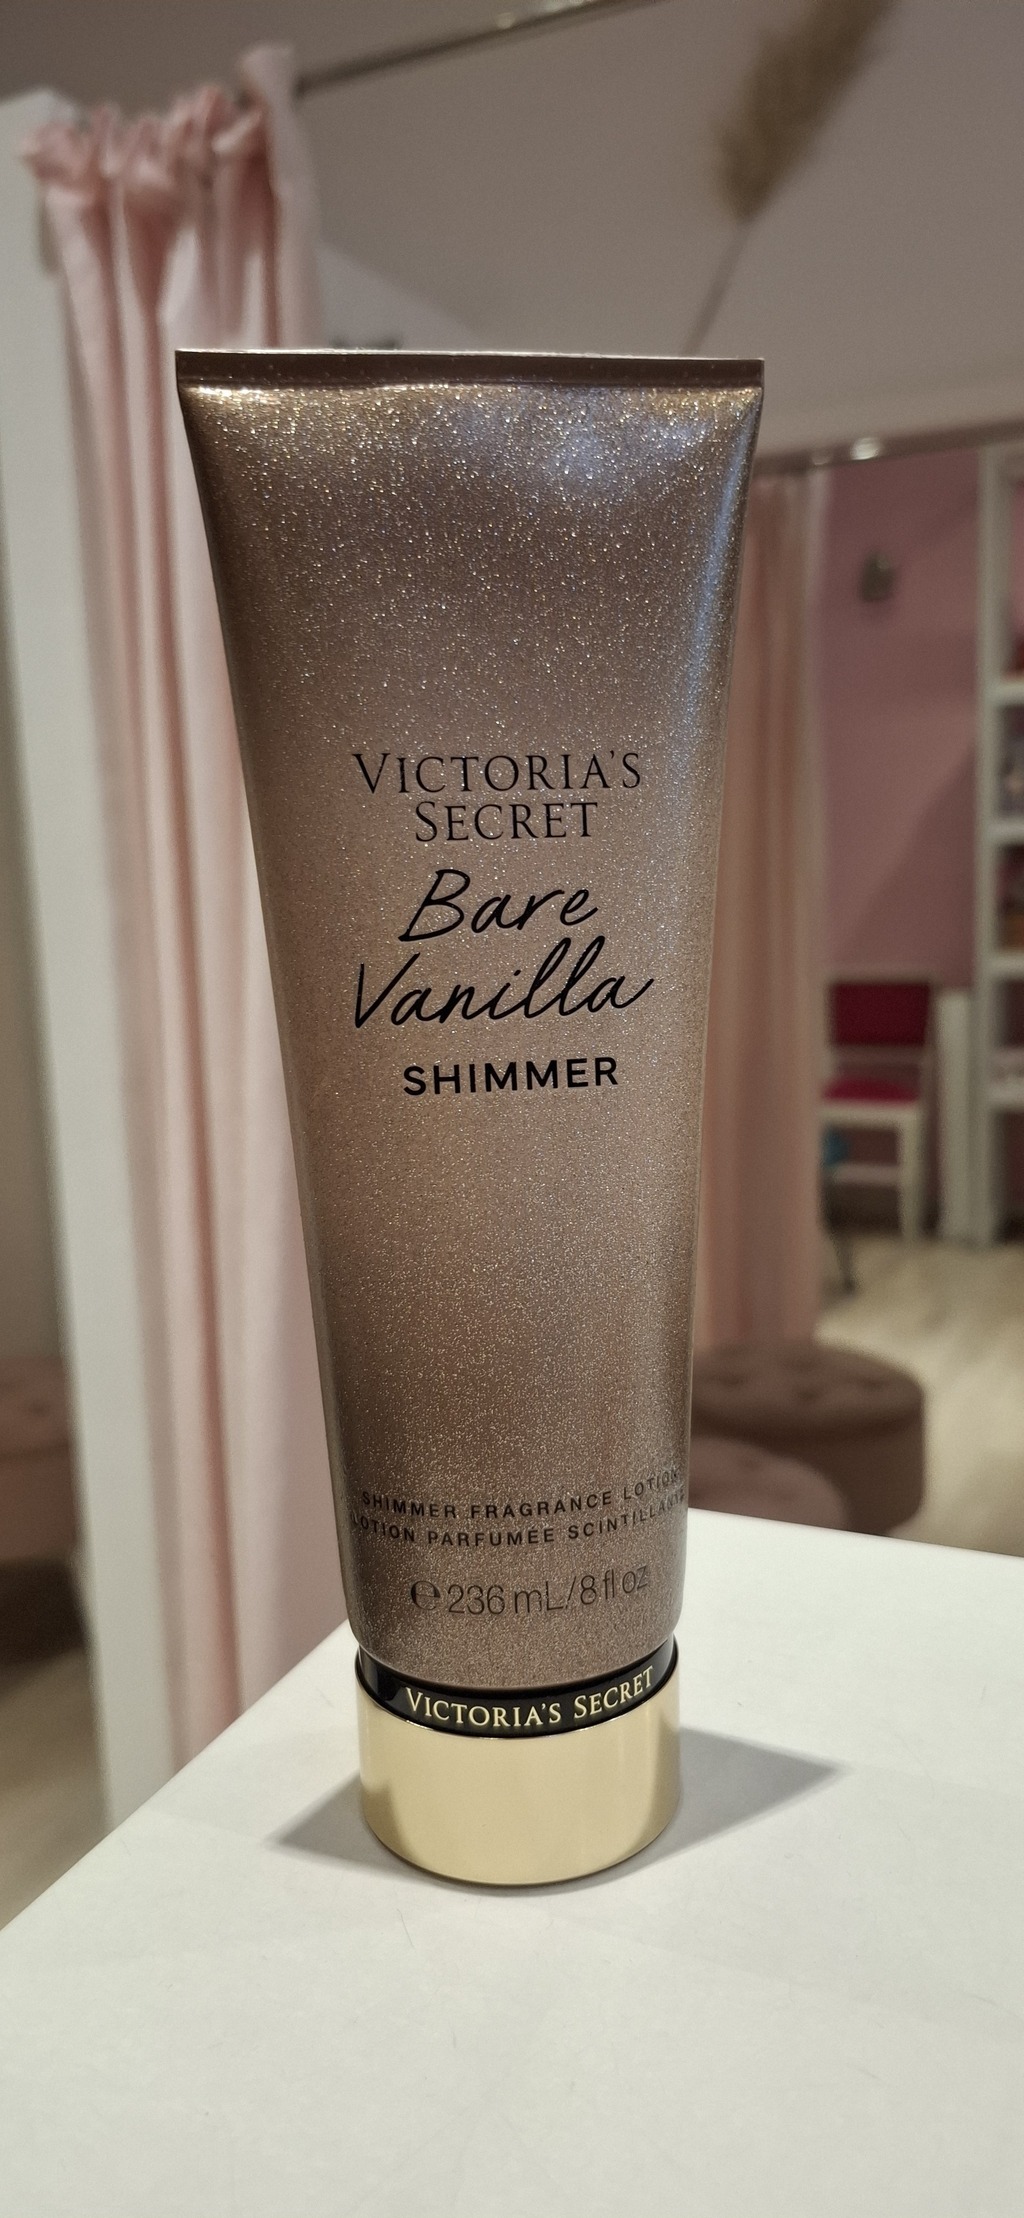 VICTORIA'S
SECRET
Bare
Vanilla
SHIMMER
SHIMMER FRAGRANCE LOTION
LOTION PARFUMÉE SCINTILLANTE
℮ 236 mL/8 fl oz
VICTORIA'S SECRET